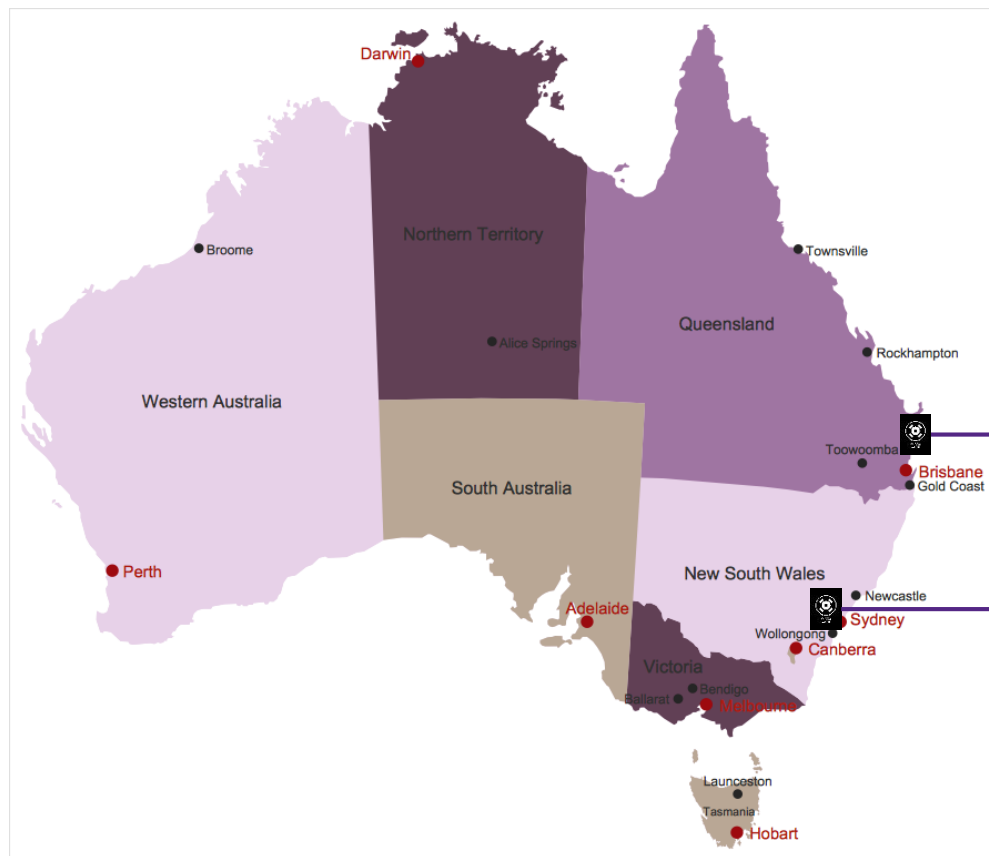 Darwin
Northern Territory
Broome
Townsville
Queensland
Alice Springs
Rockhampton
Western Australia
Toowoomba
Brisbane
South Australia
Gold Coast
Perth
New South Wales
Newcastle
Adelaide
Sydney
Wollongong
Canberra
Victoria
Bendigo
Ballarat
Melbourne
Launceston
Tasmania
Hobart